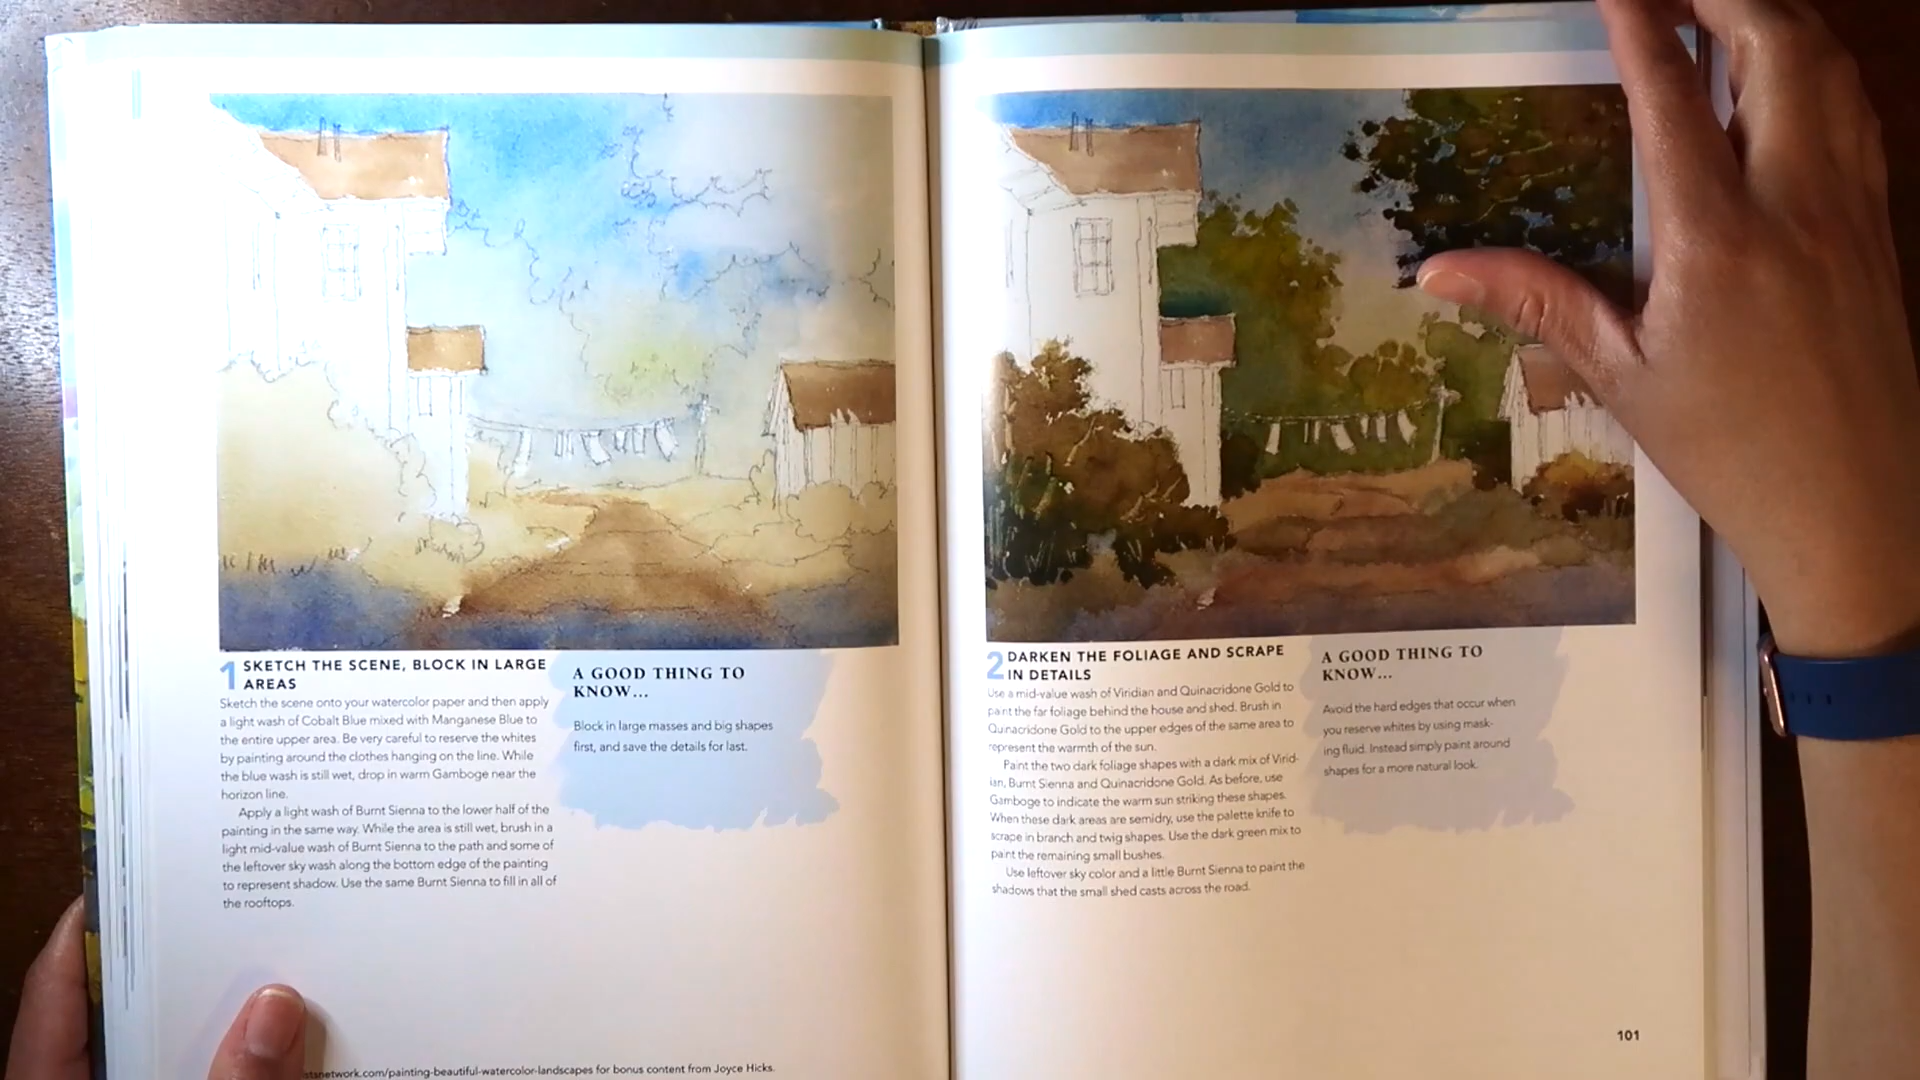 1 SKETCH THE SCENE, BLOCK IN LARGE
AREAS
Sketch the scene onto your watercolor paper and then apply
a light wash of Cobalt Blue mixed with Manganese Blue to
the entire upper area. Be very careful to reserve the whites
by painting around the clothes hanging on the line. While
the blue wash is still wet, drop in warm Gamboge near the
horizon line.
Apply a light wash of Burnt Sienna to the lower half of the
painting in the same way. While the area is still wet, brush in a
light mid-value wash of Burnt Sienna to the path and some of
the leftover sky wash along the bottom edge of the painting
to represent shadow. Use the same Burnt Sienna to fill in all of
the rooftops.
A GOOD THING TO
KNOW...
Block in large masses and big shapes
first, and save the details for last.
tsnetwork.com/painting-beautiful-watercolor-landscapes for bonus content from Joyce Hicks.
2 DARKEN THE FOLIAGE AND SCRAPE
IN DETAILS
Use a mid-value wash of Viridian and Quinacridone Gold to
paint the far foliage behind the house and shed. Brush in
Quinacridone Gold to the upper edges of the same area to
represent the warmth of the sun.
Paint the two dark foliage shapes with a dark mix of Virid-
ian, Burnt Sienna and Quinacridone Gold. As before, use
Gamboge to indicate the warm sun striking these shapes.
When these dark areas are semidry, use the palette knife to
scrape in branch and twig shapes. Use the dark green mix to
paint the remaining small bushes.
Use leftover sky color and a little Burnt Sienna to paint the
shadows that the small shed casts across the road.
A GOOD THING TO
KNOW...
Avoid the hard edges that occur when
you reserve whites by using mask-
ing fluid. Instead simply paint around
shapes for a more natural look.
101